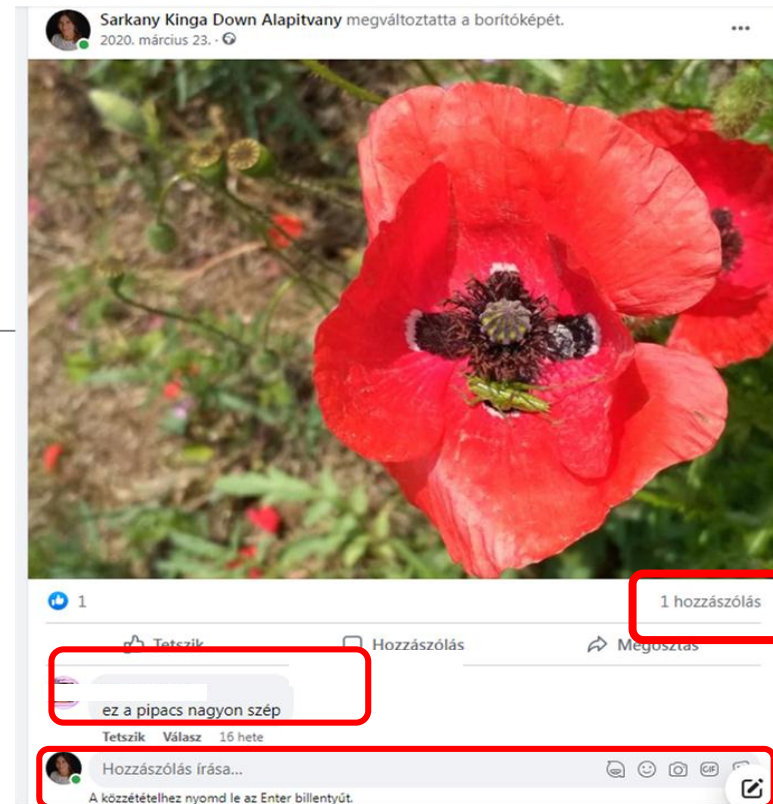 Sarkany Kinga Down Alapitvany megváltoztatta a borítóképét.
2020. március 23. ·
1
1 hozzászólás
Tetszik Hozzászólás Megosztás
ez a pipacs nagyon szép
Tetszik Válasz 16 hete
Hozzászólás írása...
GIF
A közzétételhez nyomd le az Enter billentyűt.